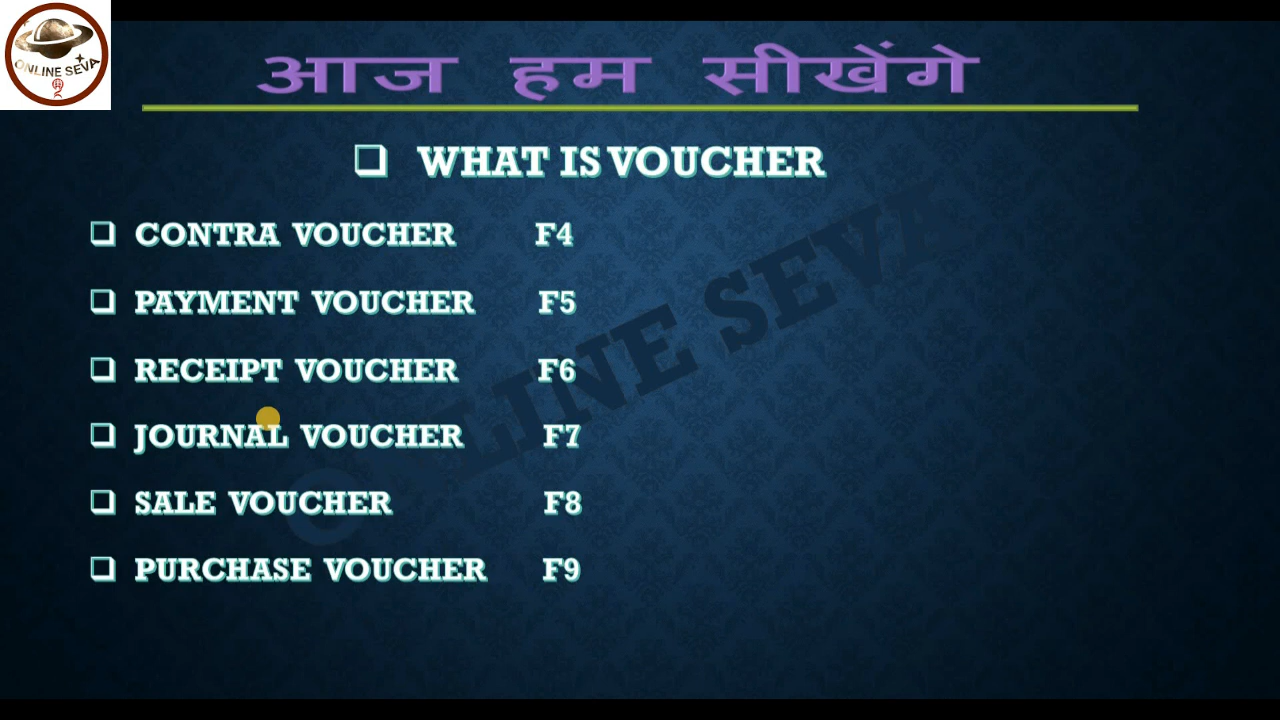 ONLINE SEVA
आज हम सीखेंगे
WHAT IS VOUCHER
CONTRA VOUCHER F4
PAYMENT VOUCHER F5
RECEIPT VOUCHER F6
JOURNAL VOUCHER F7
SALE VOUCHER F8
PURCHASE VOUCHER F9
ONLINE SEVA